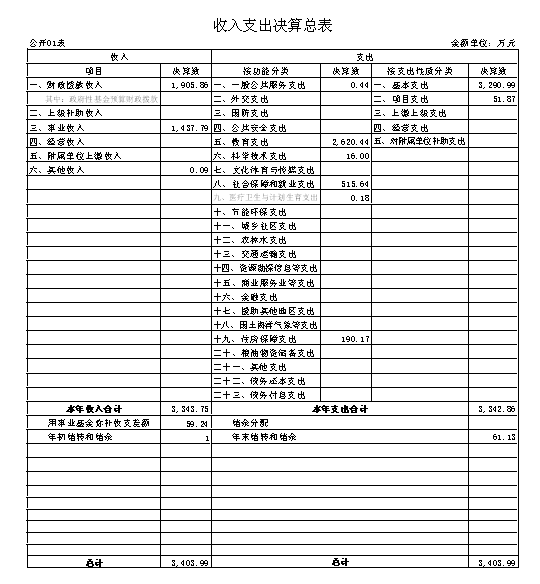 收入支出决算总表
公开01表 金额单位：万元
收入 支出
项目 决算数 按功能分类 决算数 按支出性质分类 决算数
一、财政拨款收入 1,905.86 一、一般公共服务支出 0.44 一、基本支出 3,290.99
其中：政府性基金预算财政拨款 二、外交支出 二、项目支出 51.87
二、上级补助收入 三、国防支出 三、上缴上级支出
三、事业收入 1,437.79 四、公共安全支出 四、经营支出
四、经营收入 五、教育支出 2,620.44 五、对附属单位补助支出
五、附属单位上缴收入 六、科学技术支出 16.00
六、其他收入 0.09 七、文化体育与传媒支出
八、社会保障和就业支出 515.64
九、医疗卫生与计划生育支出 0.18
十、节能环保支出
十一、城乡社区支出
十二、农林水支出
十三、交通运输支出
十四、资源勘探信息等支出
十五、商业服务业等支出
十六、金融支出
十七、援助其他地区支出
十八、国土海洋气象等支出
十九、住房保障支出 190.17
二十、粮油物资储备支出
二十一、其他支出
二十二、债务还本支出
二十三、债务付息支出
本年收入合计 3,343.75 本年支出合计 3,342.86
用事业基金弥补收支差额 59.24 结余分配
年初结转和结余 1 年末结转和结余 61.13
总计 3,403.99 总计 3,403.99